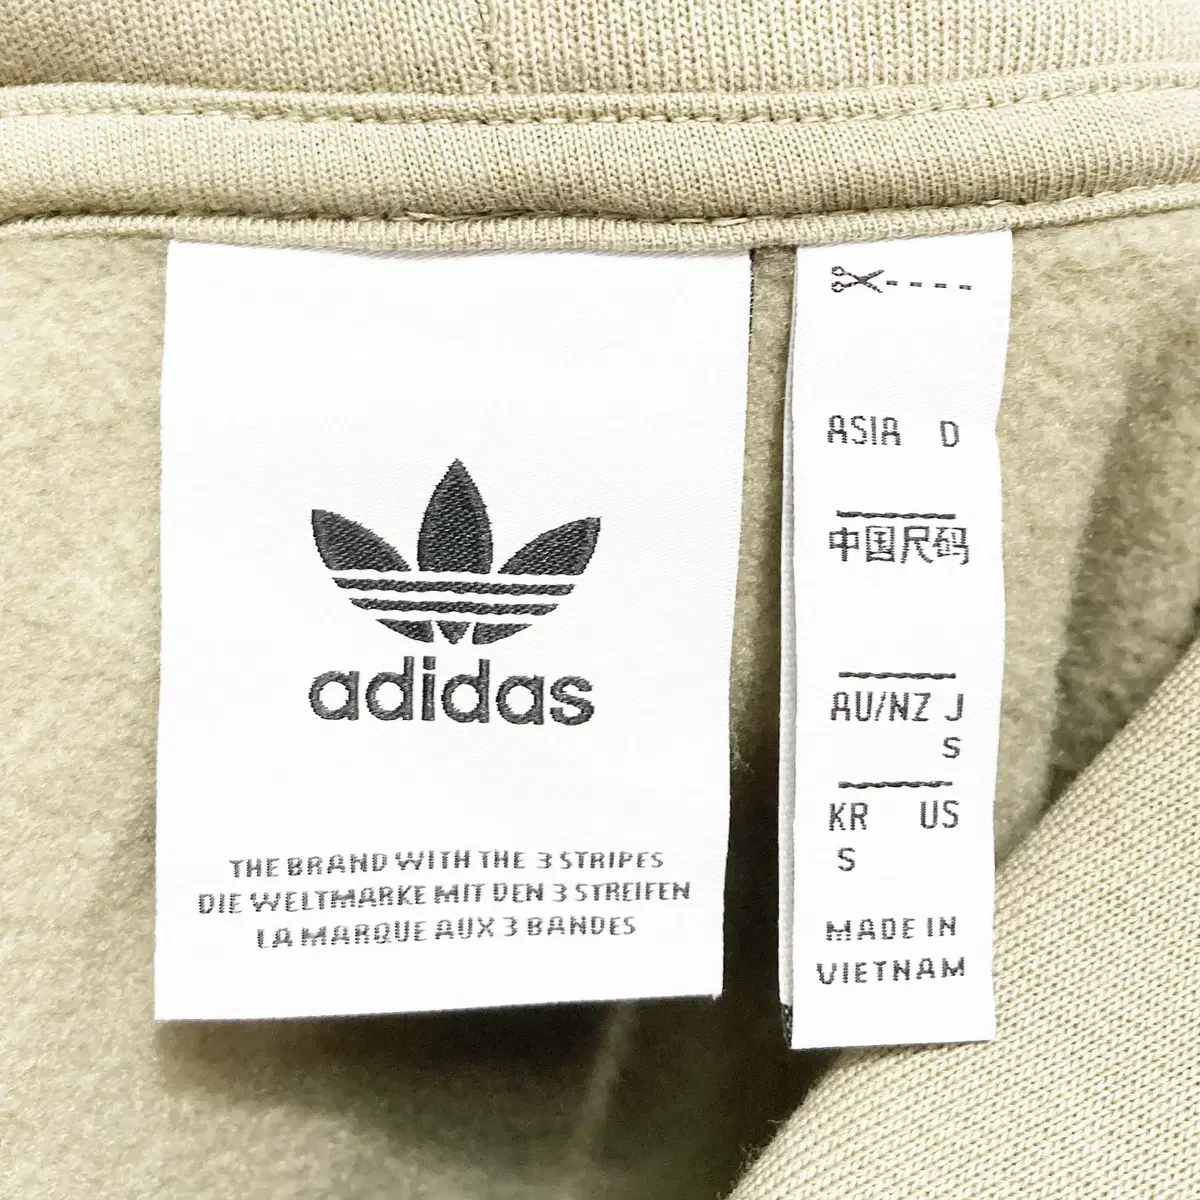 adidas
THE BRAND WITH THE 3 STRIPES
DIE WELTMARKE MIT DEN 3 STREIFEN
LA MARQUE AUX 3 BANDES
ASIA D
中国尺码
AU/NZ J
S
KR US
S
MADE IN
VIETNAM